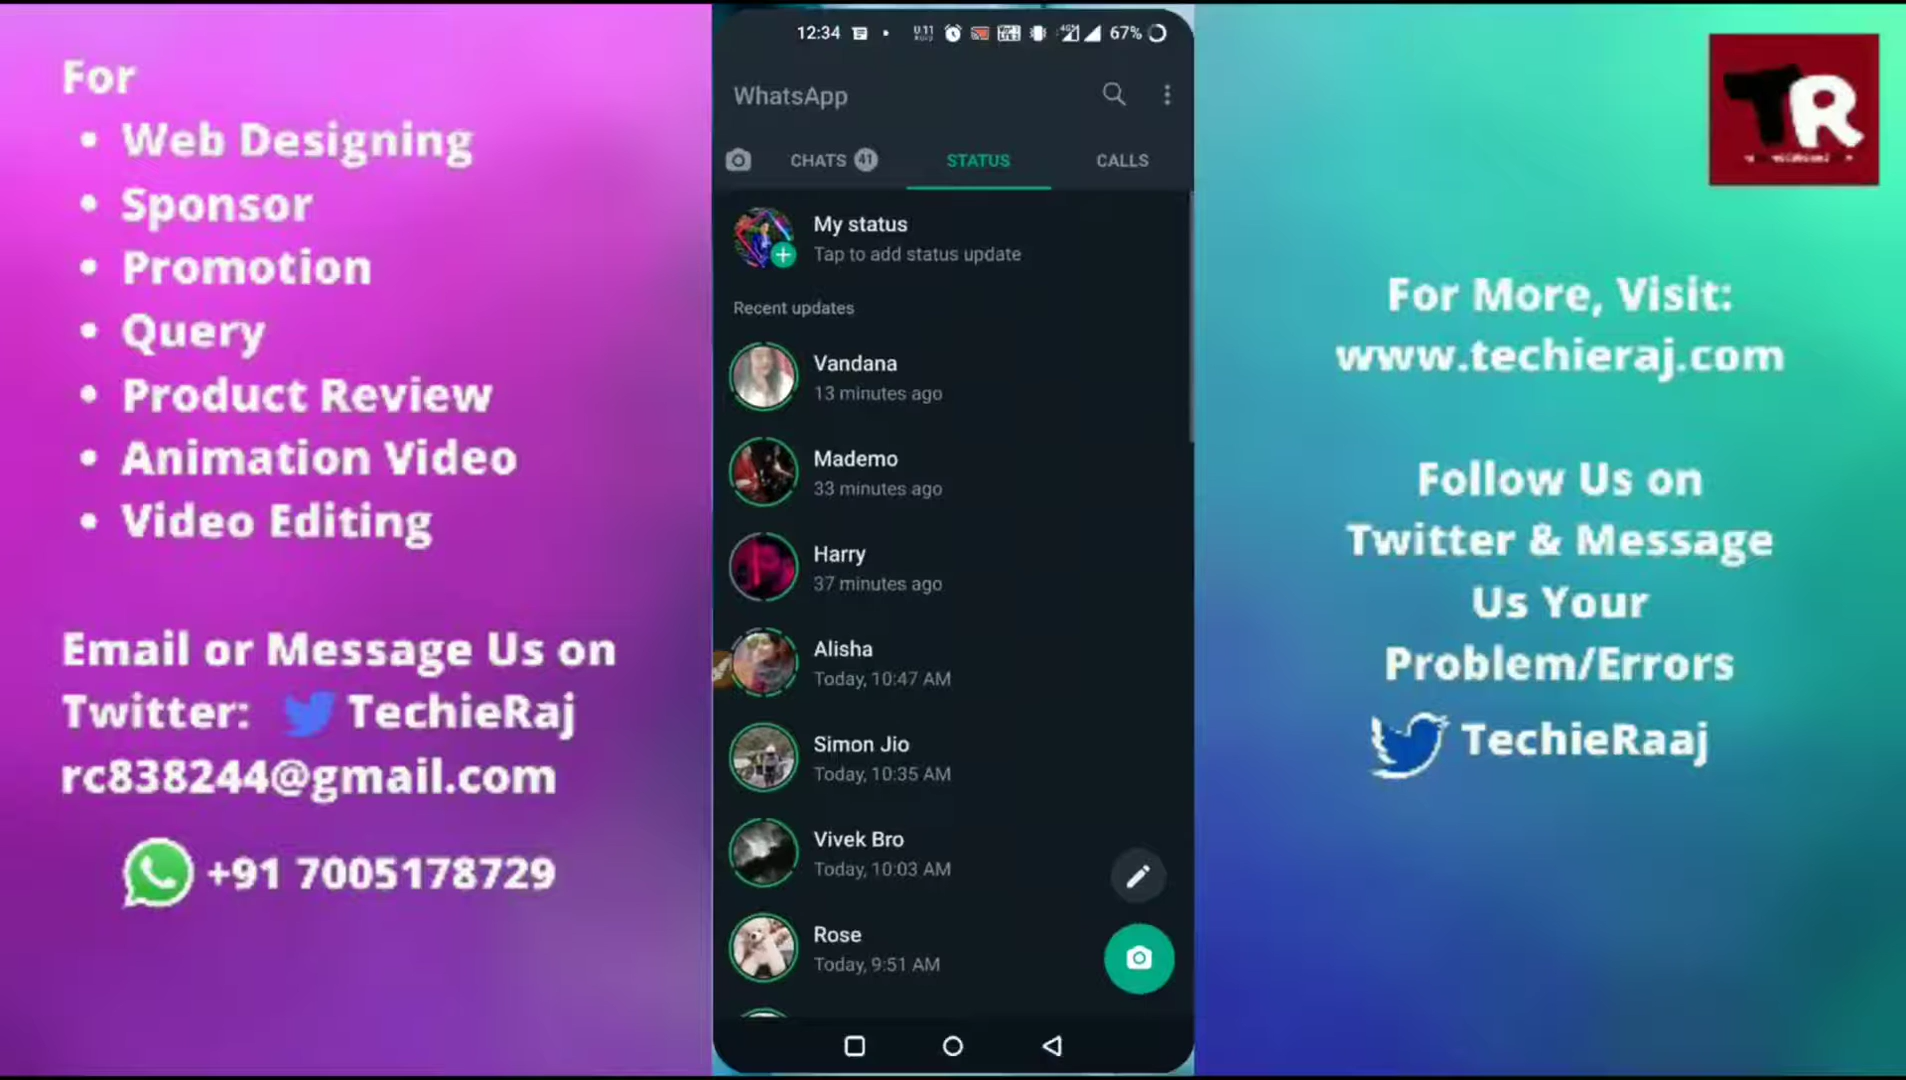 For
• Web Designing
• Sponsor
• Promotion
• Query
• Product Review
• Animation Video
• Video Editing
Email or Message Us on
Twitter: TechieRaj
rc838244@gmail.com
+91 7005178729
12:34
67%
WhatsApp
CHATS 41
STATUS
CALLS
My status
Tap to add status update
Recent updates
Vandana
13 minutes ago
Mademo
33 minutes ago
Harry
37 minutes ago
Alisha
Today, 10:47 AM
Simon Jio
Today, 10:35 AM
Vivek Bro
Today, 10:03 AM
Rose
Today, 9:51 AM
TR
For More, Visit:
www.techieraj.com
Follow Us on
Twitter & Message
Us Your
Problem/Errors
TechieRaaj